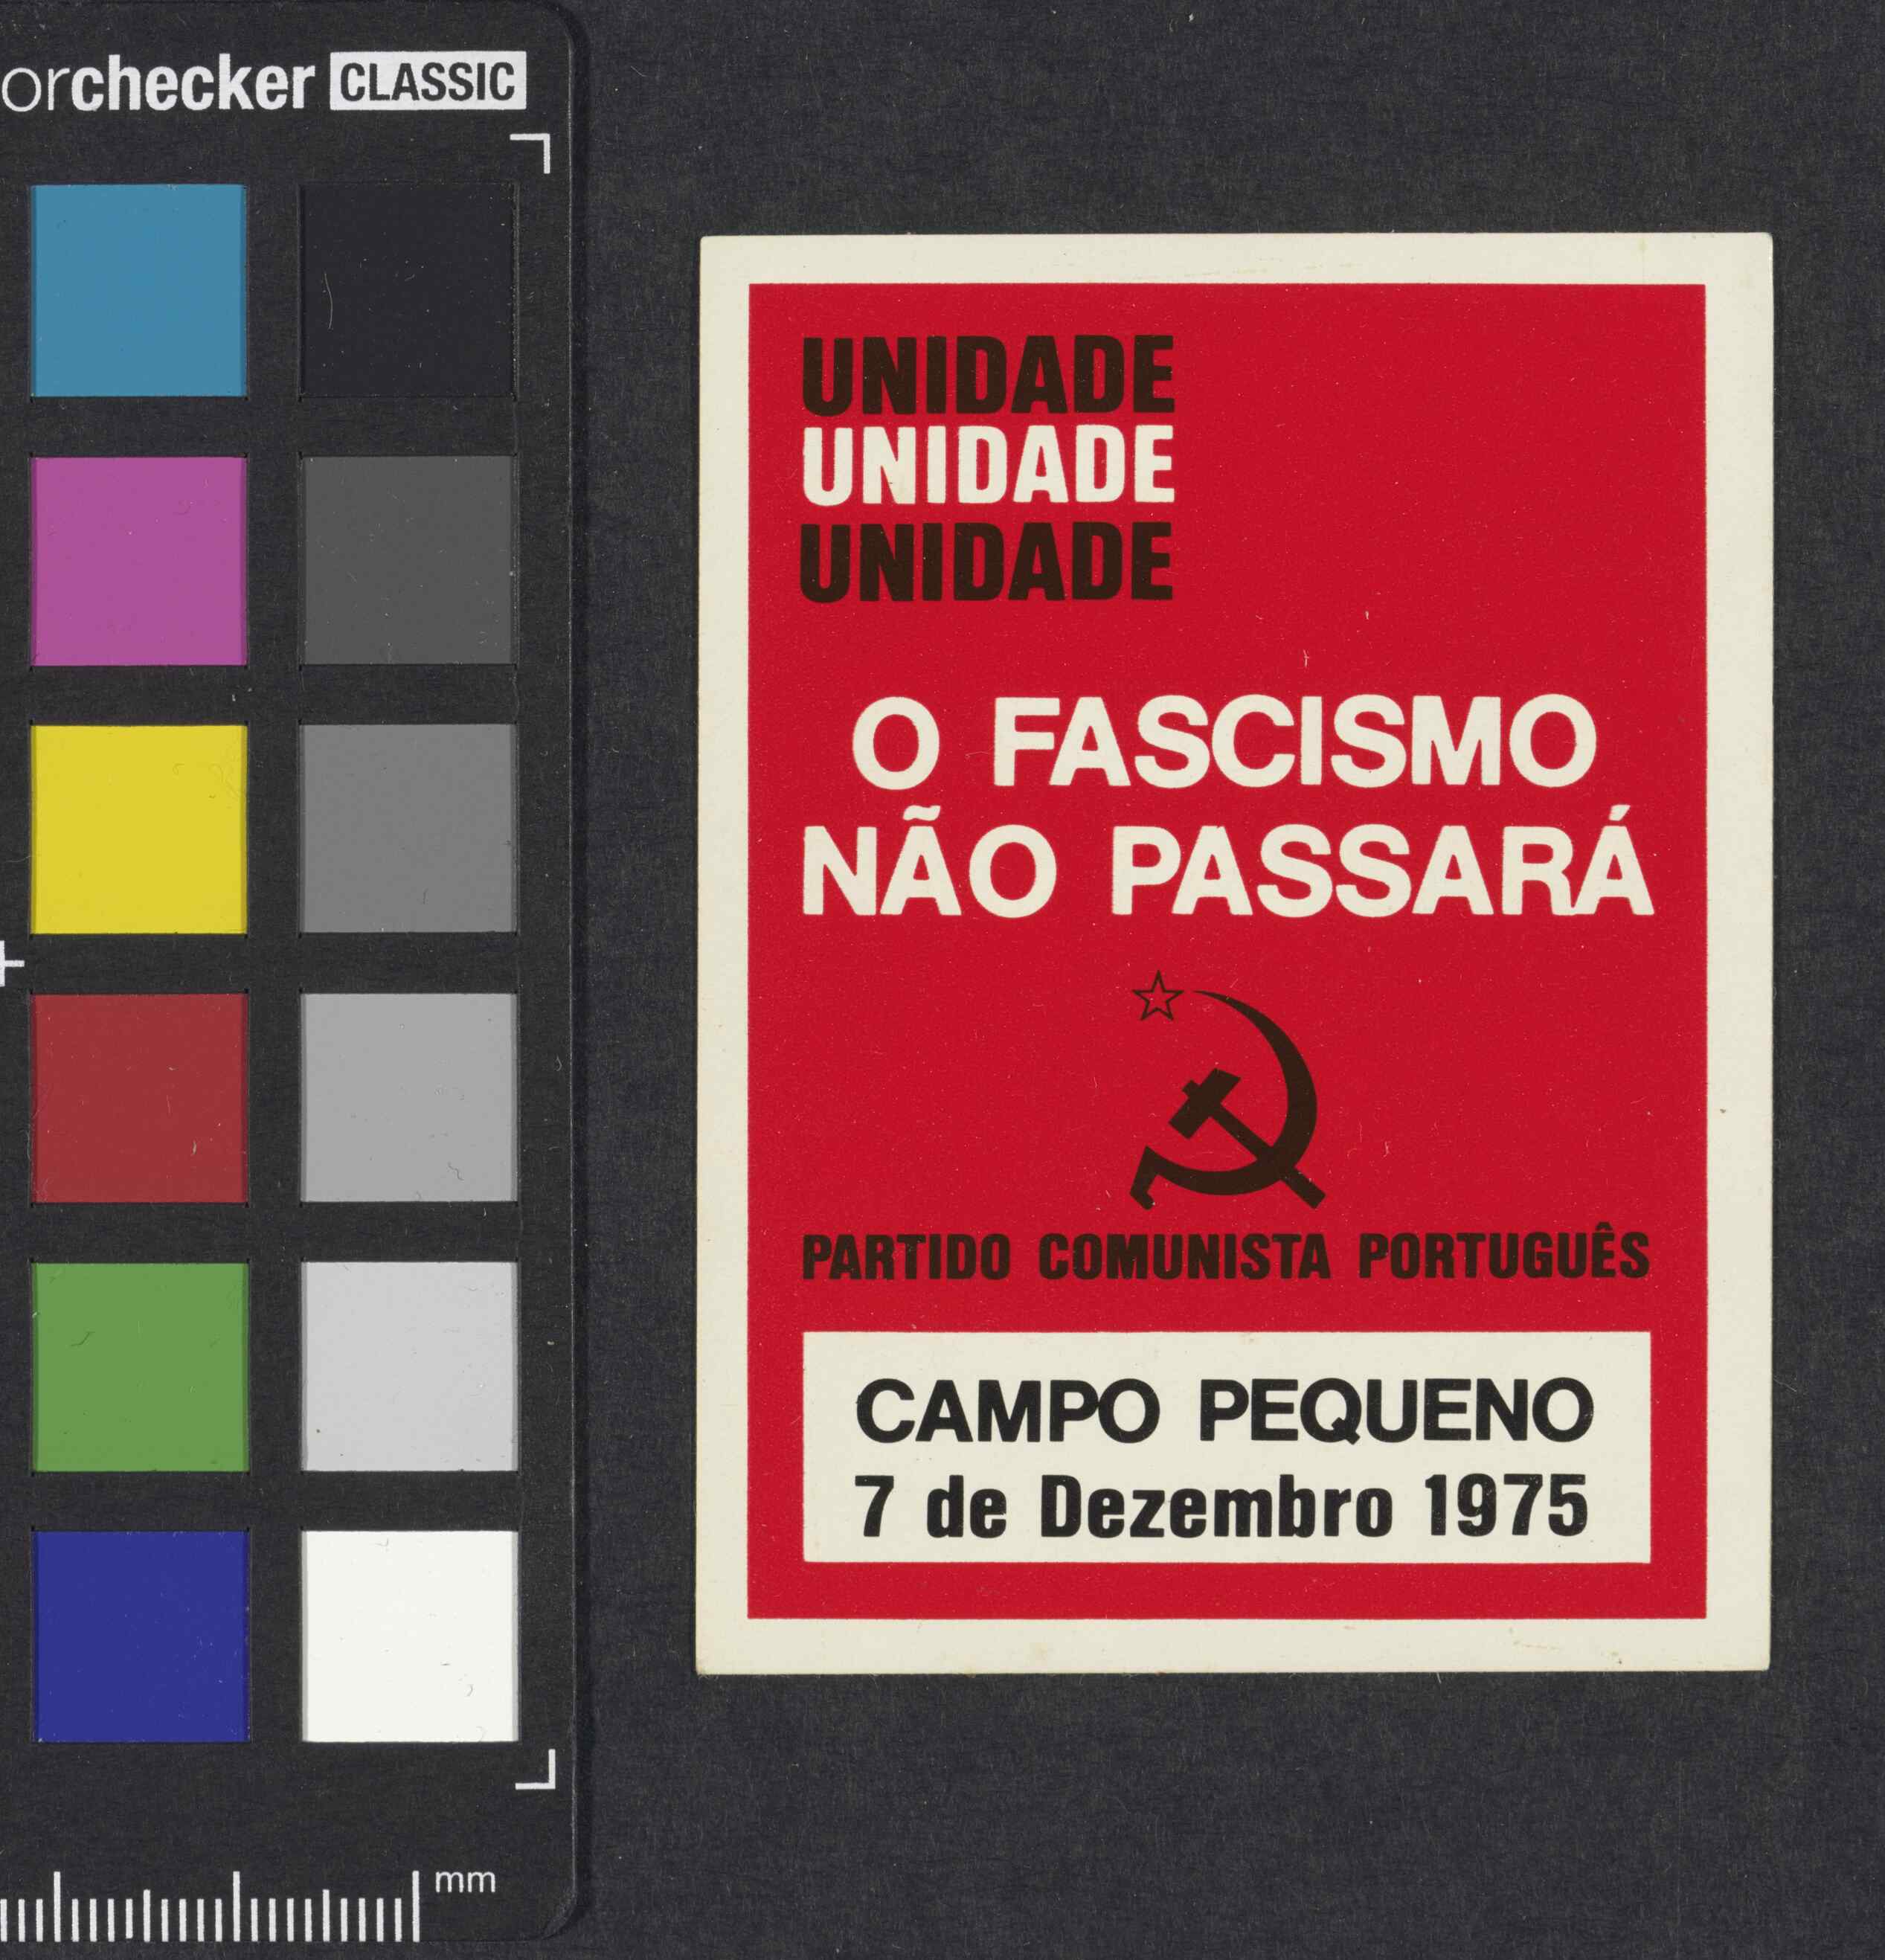 orchecker CLASSIC
UNIDADE
UNIDADE
UNIDADE
O FASCISMO
NÃO PASSARÁ
PARTIDO COMUNISTA PORTUGUÊS
CAMPO PEQUENO
7 de Dezembro 1975
mm